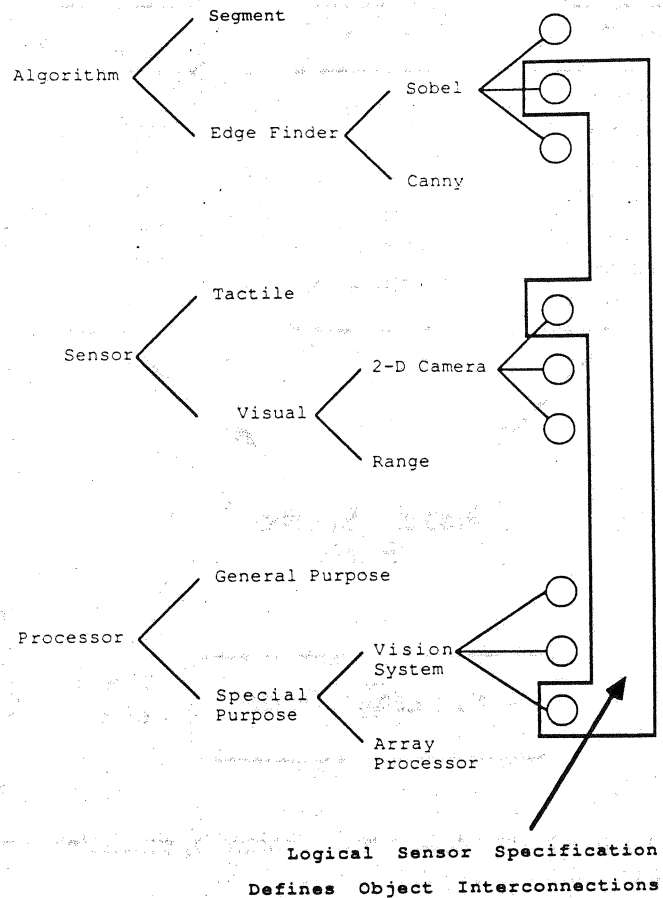 Segment
Algorithm
Sobel
Edge Finder
Canny
Tactile
Sensor
2-D Camera
Visual
Range
General Purpose
Processor
Vision
System
Special
Purpose
Array
Processor
Logical Sensor Specification
Defines Object Interconnections